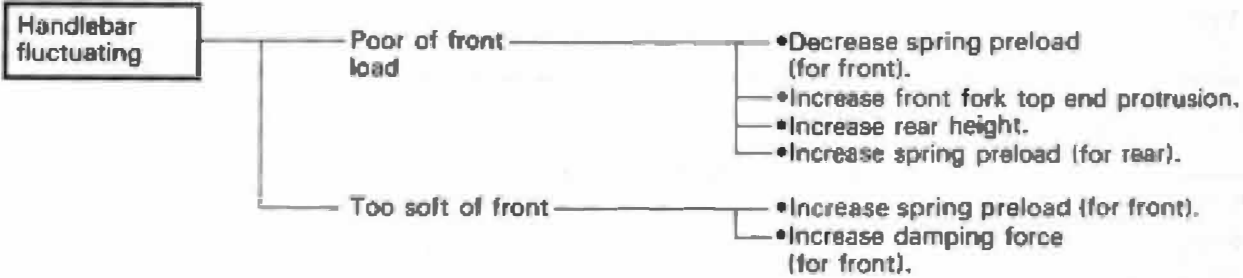 Handlebar
fluctuating
Poor of front
load
•Decrease spring preload
(for front).
•Increase front fork top end protrusion.
•Increase rear height.
•Increase spring preload (for rear).
Too soft of front
•Increase spring preload (for front).
•Increase damping force
(for front).